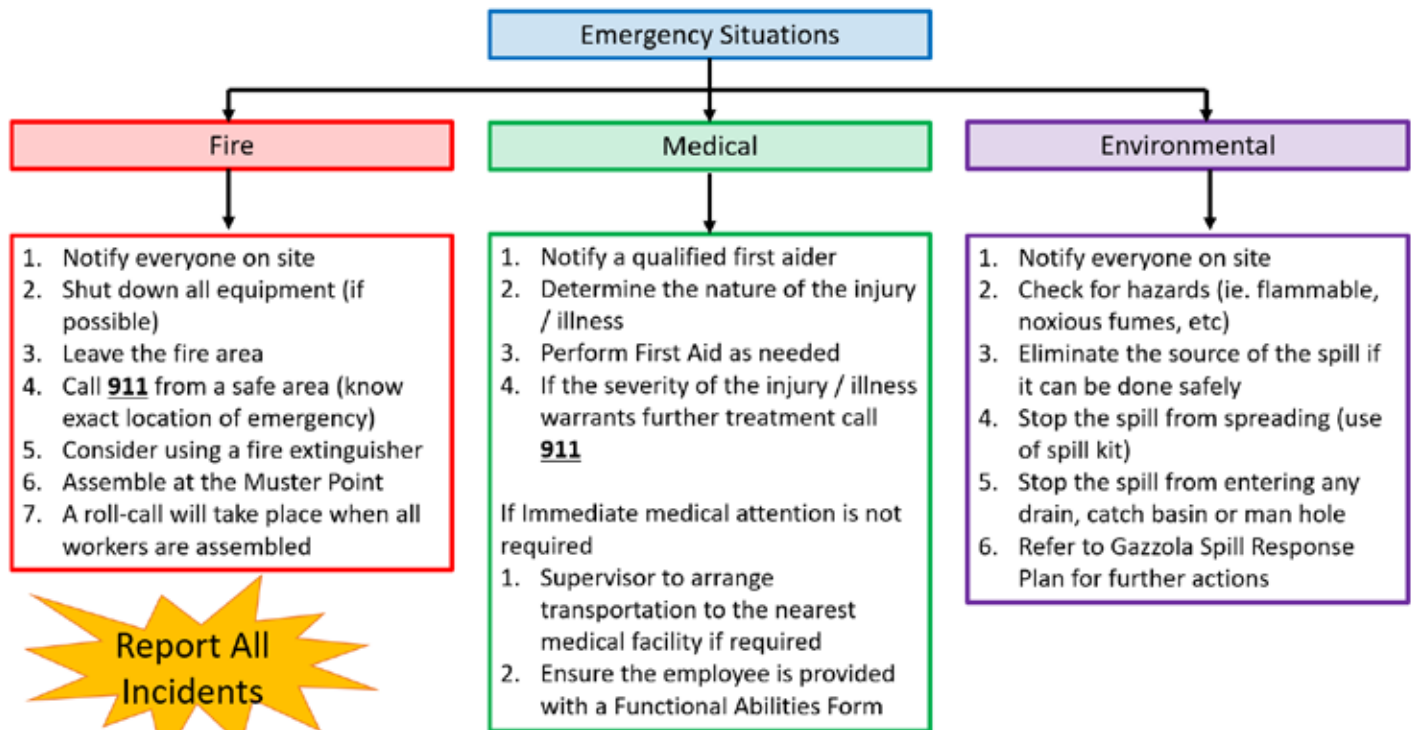 Emergency Situations
Fire
1. Notify everyone on site
2. Shut down all equipment (if
possible)
3. Leave the fire area
4. Call 911 from a safe area (know
exact location of emergency)
5. Consider using a fire extinguisher
6. Assemble at the Muster Point
7. A roll-call will take place when all
workers are assembled
Report All
Incidents
Medical
1. Notify a qualified first aider
2. Determine the nature of the injury
/ illness
3. Perform First Aid as needed
4. If the severity of the injury / illness
warrants further treatment call
911
If Immediate medical attention is not
required
1. Supervisor to arrange
transportation to the nearest
medical facility if required
2. Ensure the employee is provided
with a Functional Abilities Form
Environmental
1. Notify everyone on site
2. Check for hazards (ie. flammable,
noxious fumes, etc)
3. Eliminate the source of the spill if
it can be done safely
4. Stop the spill from spreading (use
of spill kit)
5. Stop the spill from entering any
drain, catch basin or man hole
6. Refer to Gazzola Spill Response
Plan for further actions